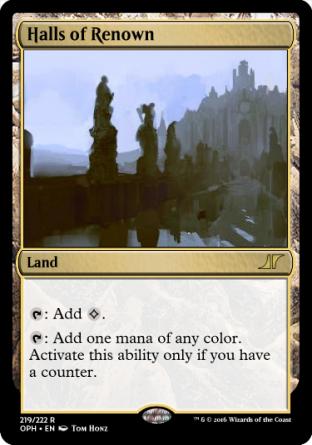 Halls of Renown
Land
: Add .
: Add one mana of any color.
Activate this ability only if you have
a counter.
219/222 R
OPH • EN Tom Honz
™ & © 2016 Wizards of the Coast